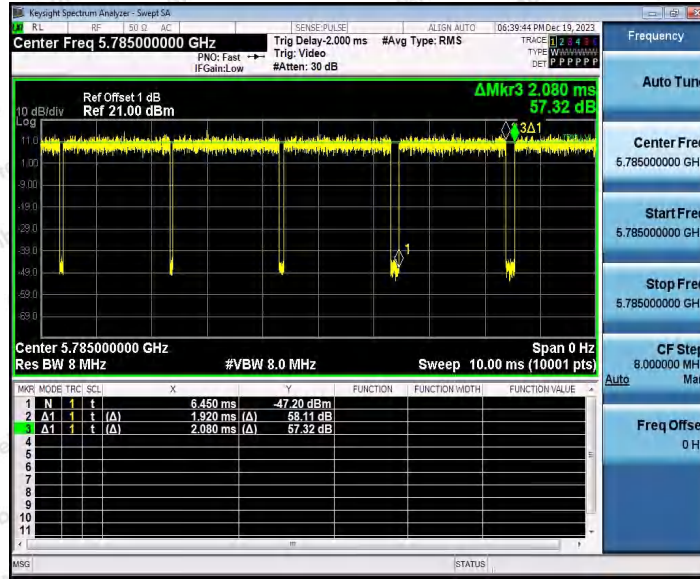 Keysight Spectrum Analyzer - Swept SA
RL RF 50 Ω AC SENSE:PULSE ALIGN AUTO 06:39:44 PM Dec 19, 2023
Center Freq 5.785000000 GHz
PNO: Fast
IFGain:Low
Trig Delay-2.000 ms
Trig: Video
#Atten: 30 dB
#Avg Type: RMS
TRACE 1 2 3 4 5 6
TYPE W
DET P P P P P P
ΔMkr3 2.080 ms
57.32 dB
Ref Offset 1 dB
10 dB/div Ref 21.00 dBm
Log
11.0
1.00
-9.00
-19.0
-29.0
-39.0
-49.0
-59.0
-69.0
3Δ1
1
Center 5.785000000 GHz Span 0 Hz
Res BW 8 MHz #VBW 8.0 MHz Sweep 10.00 ms (10001 pts)
MKR MODE TRC SCL X Y FUNCTION FUNCTION WIDTH FUNCTION VALUE
1 N 1 t 6.450 ms -47.20 dBm
2 Δ1 1 t (Δ) 1.920 ms (Δ) 58.11 dB
3 Δ1 1 t (Δ) 2.080 ms (Δ) 57.32 dB
4
5
6
7
8
9
10
11
MSG STATUS
Frequency
Auto Tune
Center Freq
5.785000000 GH
Start Freq
5.785000000 GH
Stop Freq
5.785000000 GH
CF Step
8.000000 MH
Auto Ma
Freq Offse
0 H